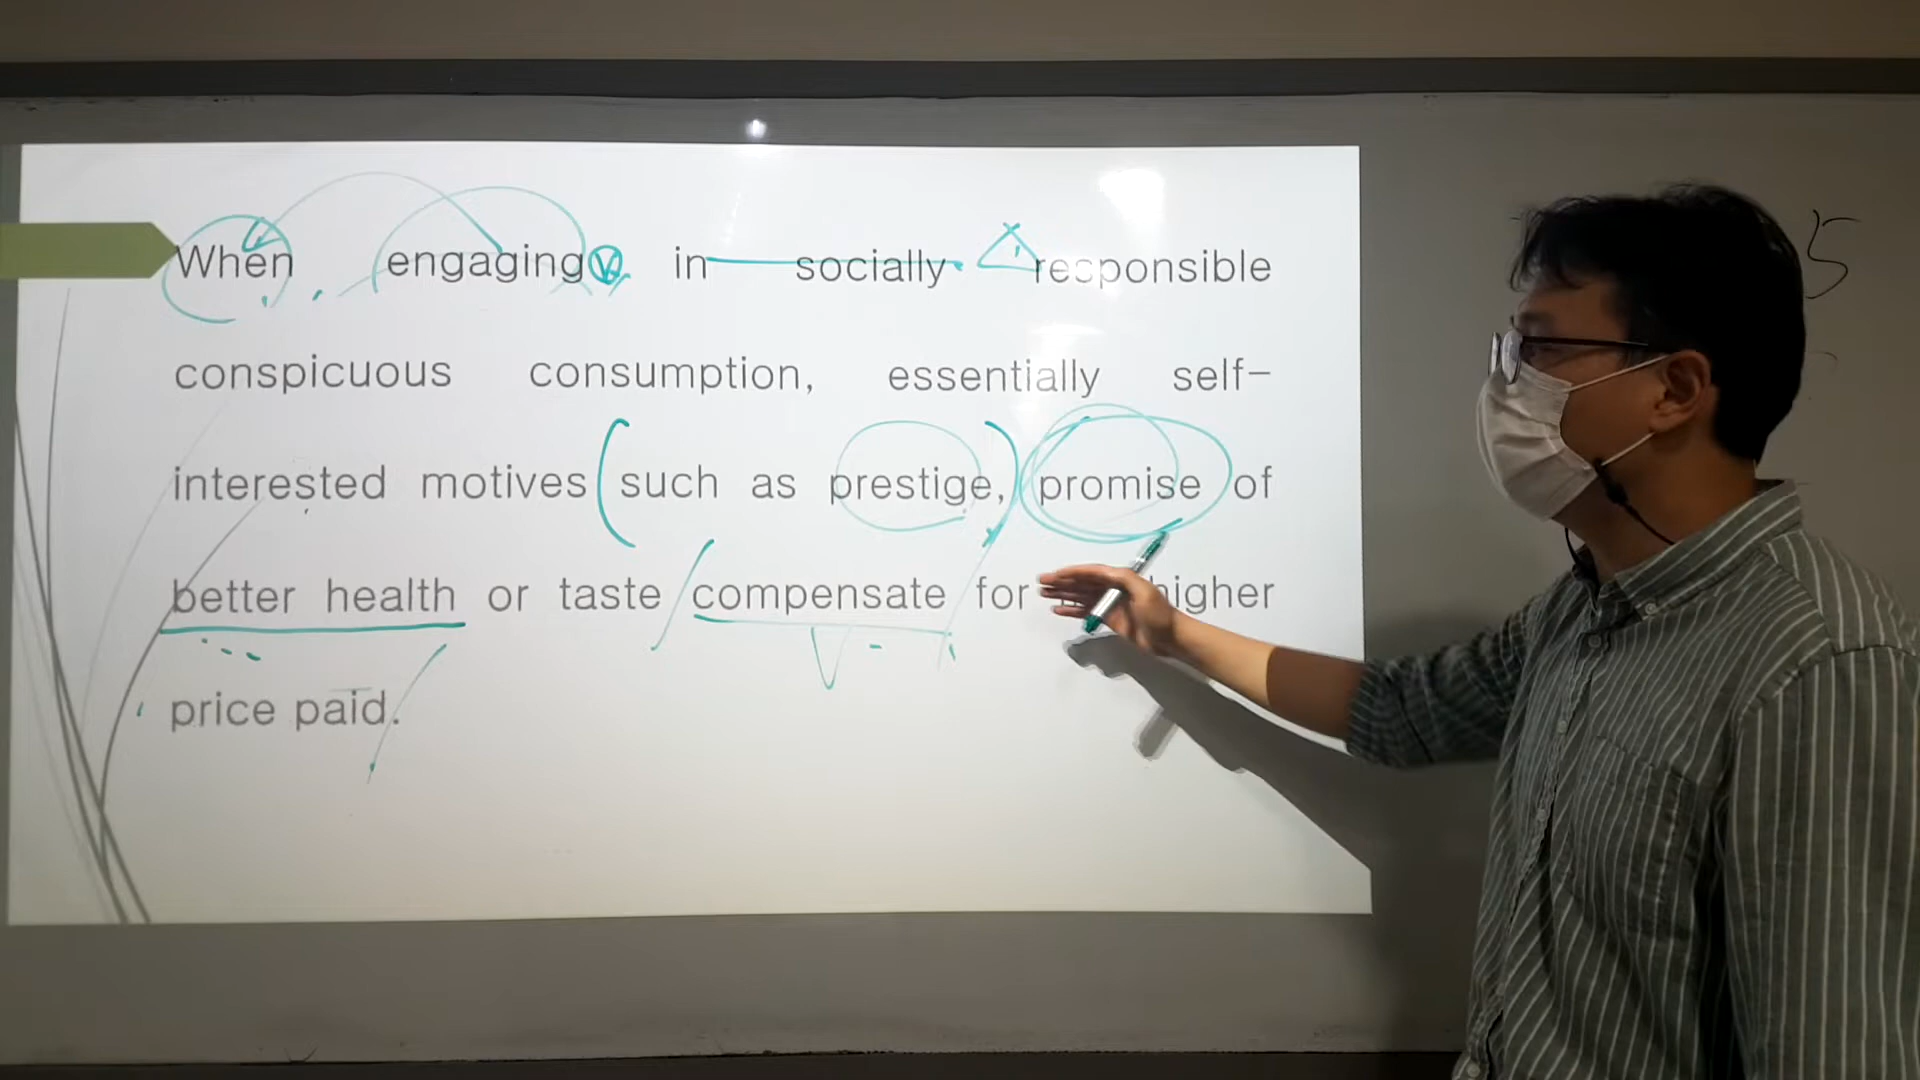 When engaging in socially responsible
conspicuous consumption, essentially self-
interested motives (such as prestige,) promise of
better health or taste compensate for higher
price paid.
5